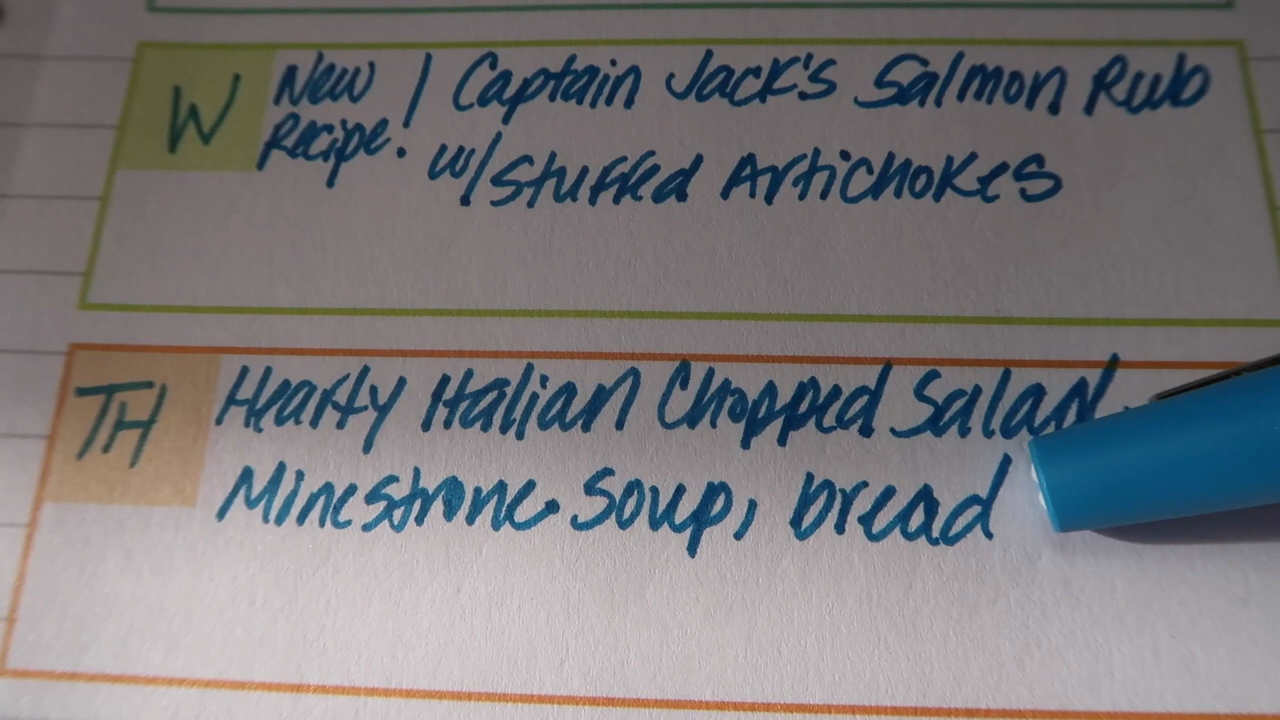 W
New
Recipe!
Captain Jack's Salmon Rub
w/Stuffed Artichokes
TH
Hearty Italian Chopped Salad,
Minestrone Soup, bread